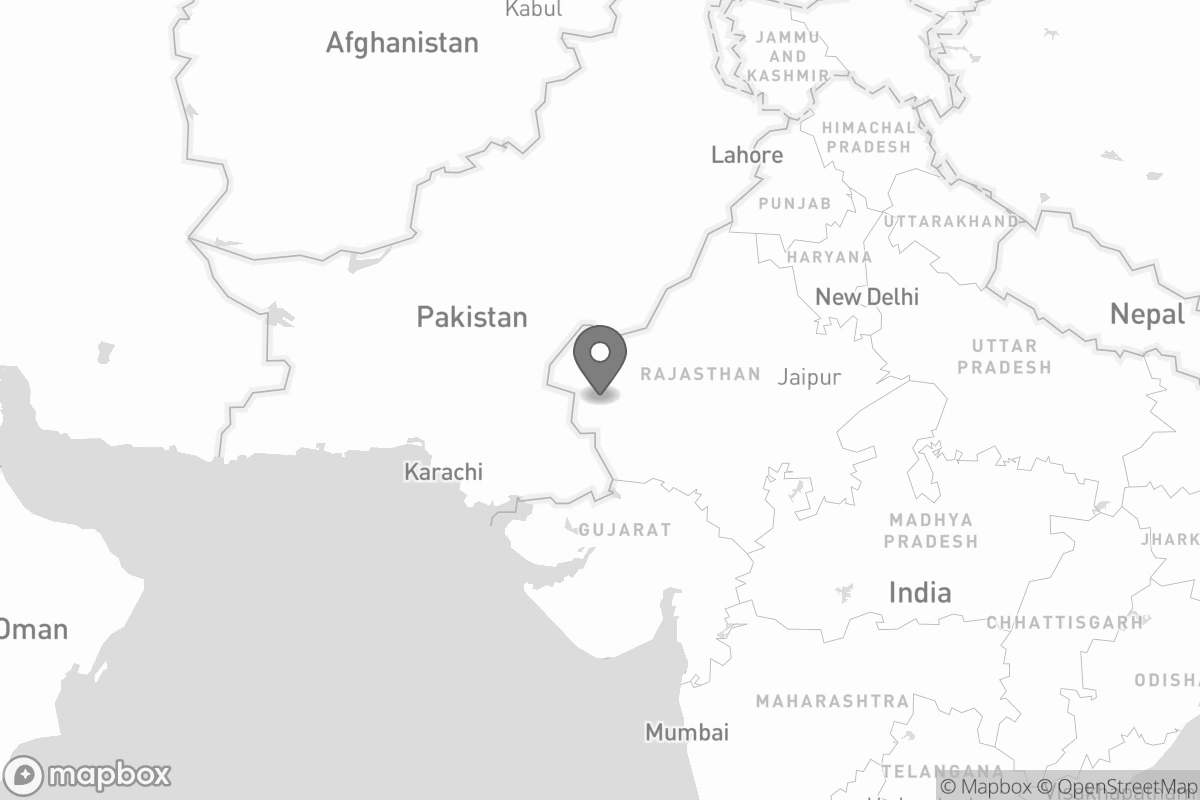 Kabul
Afghanistan
JAMMU
AND
KASHMIR
HIMACHAL
PRADESH
Lahore
PUNJAB
UTTARAKHAND
HARYANA
New Delhi
Pakistan
Nepal
UTTAR
PRADESH
RAJASTHAN
Jaipur
Karachi
GUJARAT
MADHYA
PRADESH
JHARK
India
CHHATTISGARH
Oman
ODISHA
MAHARASHTRA
Mumbai
TELANGANA
mapbox
© Mapbox © OpenStreetMap